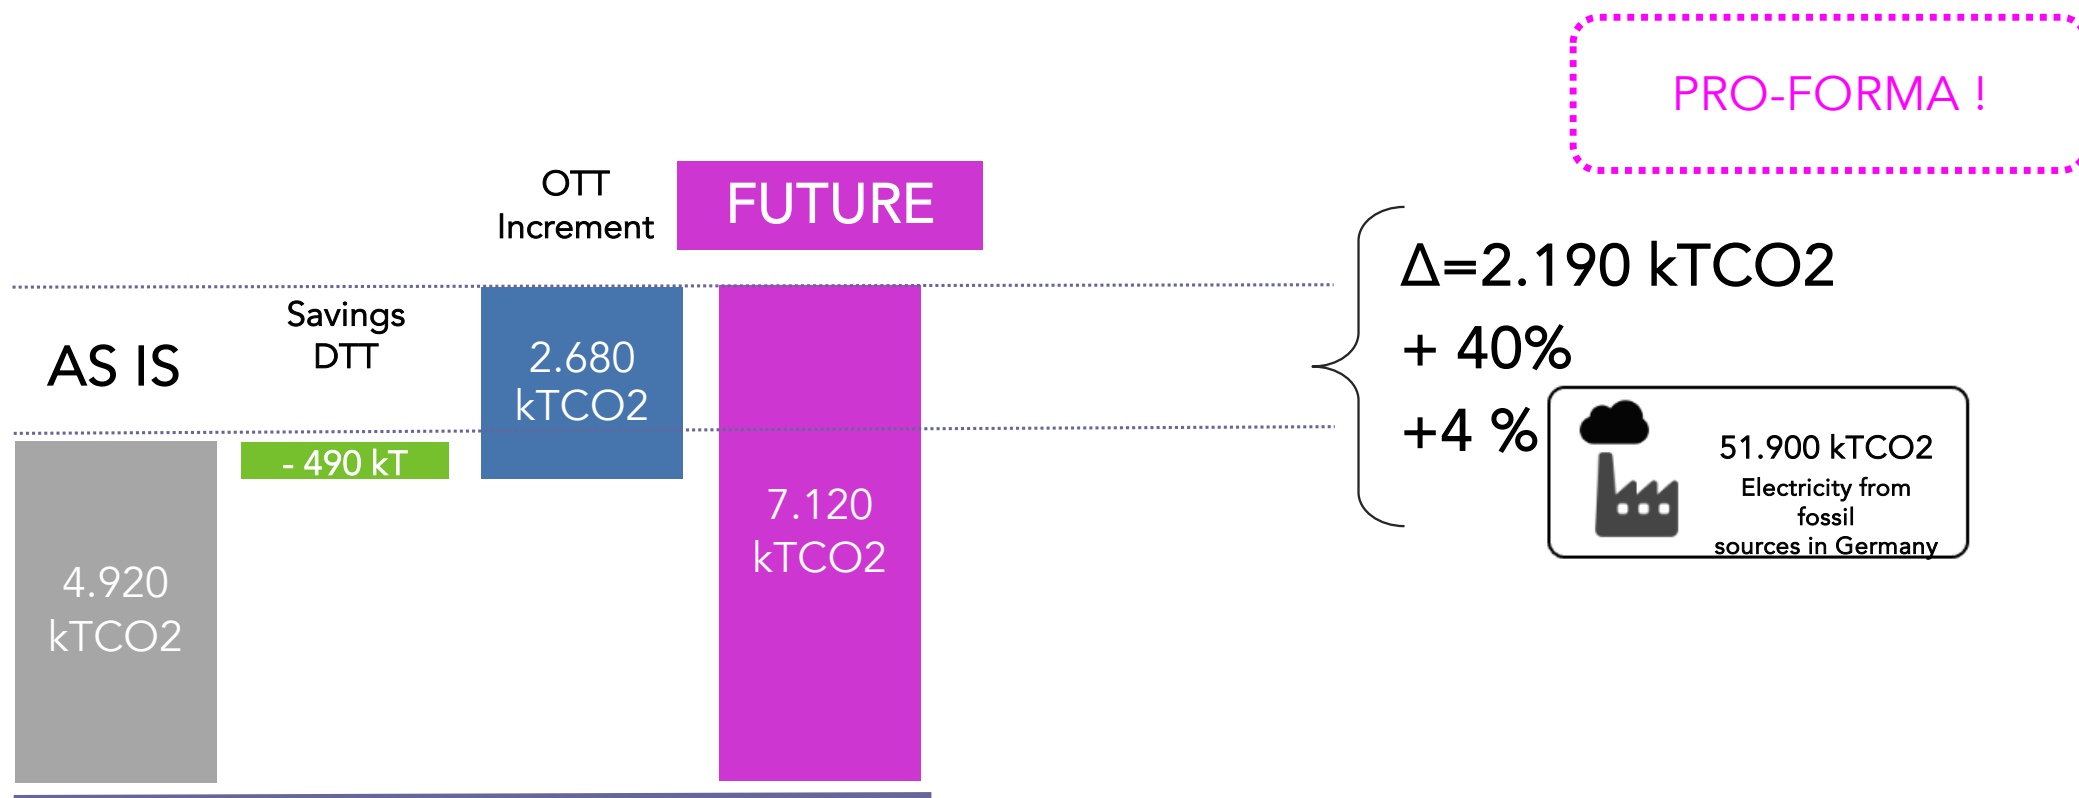 PRO-FORMA !
OTT
Increment
FUTURE
Δ=2.190 kTCO2
+ 40%
+4 %
51.900 kTCO2
Electricity from
fossil
sources in Germany
AS IS
Savings
DTT
2.680
kTCO2
- 490 kT
7.120
kTCO2
4.920
kTCO2